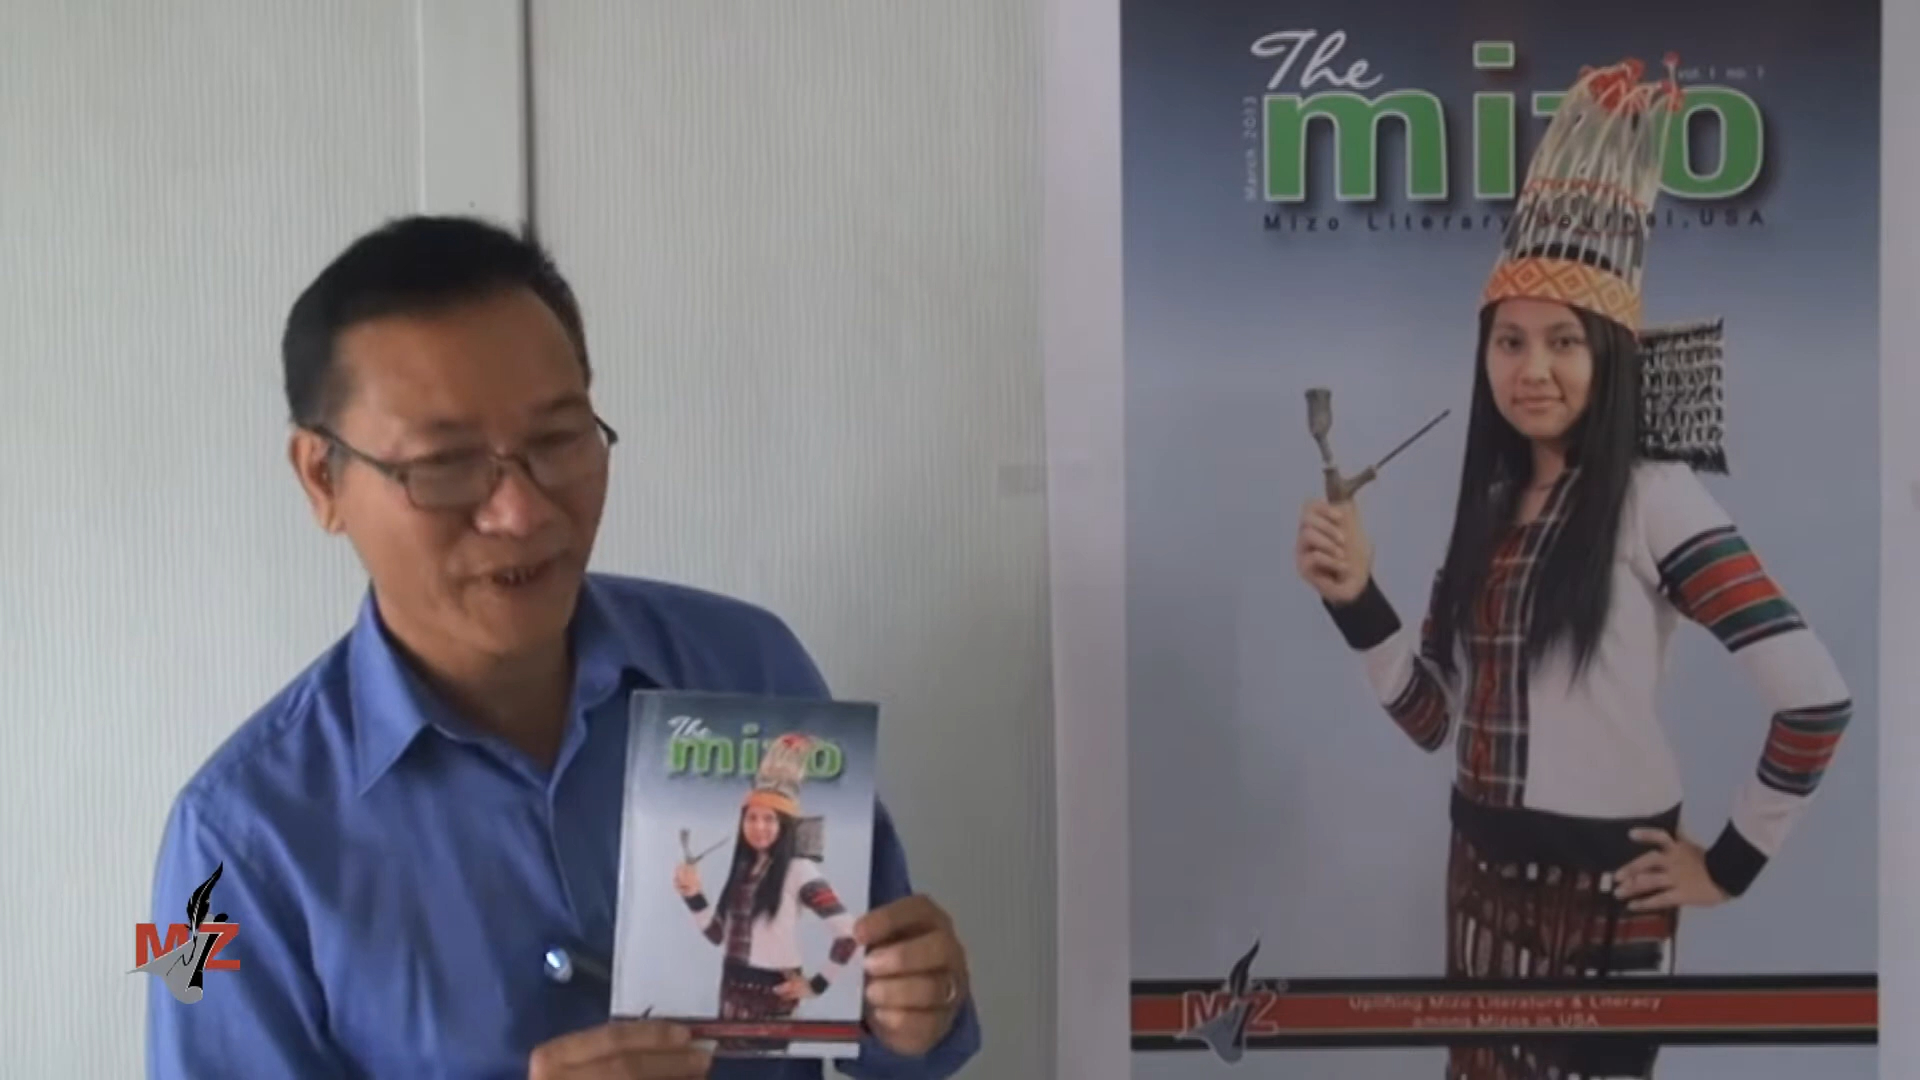 The
mizo
vol. 1 no. 1
March 2013
Mizo Literary Journal, USA
The
mizo
MZ
MZ
Uplifting Mizo Literature & Literacy
among Mizos in USA